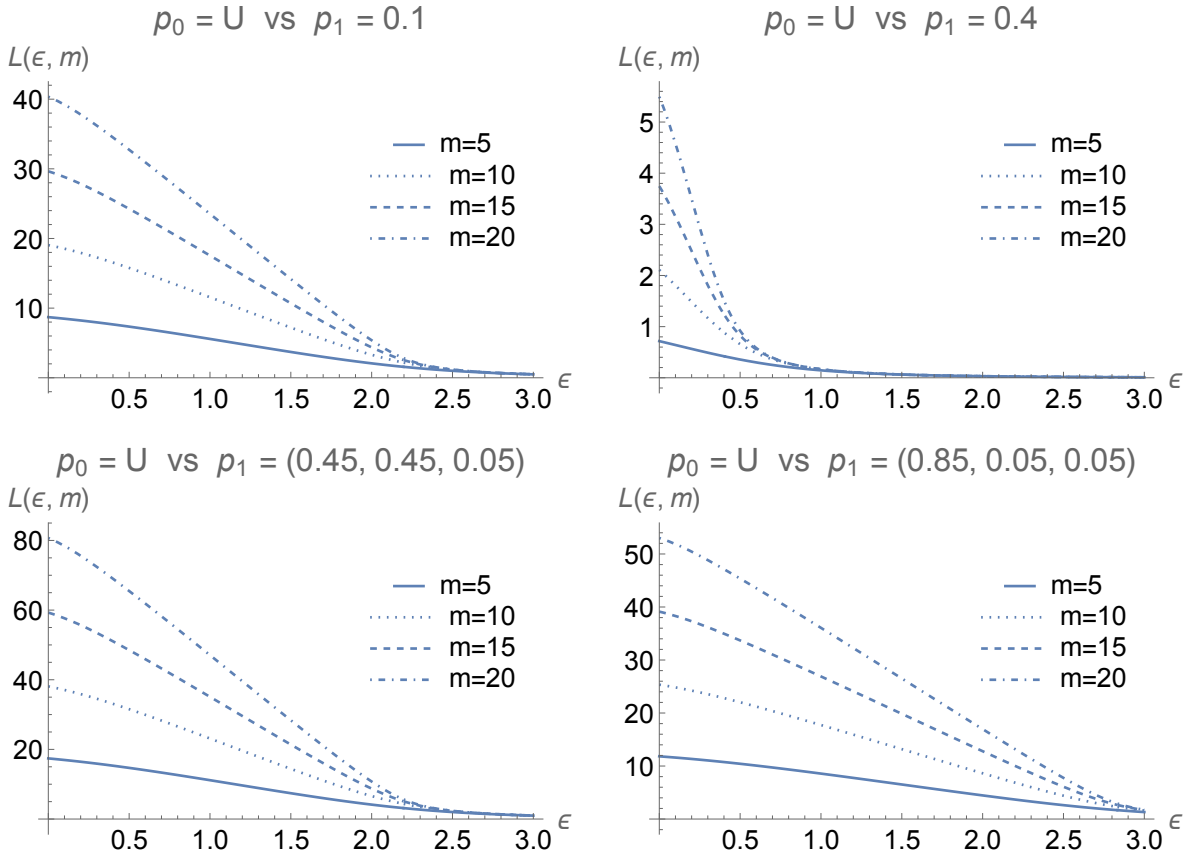 p₀ = U vs p₁ = 0.1
L(ϵ, m)
40
30
20
10
0.5 1.0 1.5 2.0 2.5 3.0 ϵ
m=5
m=10
m=15
m=20
p₀ = U vs p₁ = 0.4
L(ϵ, m)
5
4
3
2
1
0.5 1.0 1.5 2.0 2.5 3.0 ϵ
m=5
m=10
m=15
m=20
p₀ = U vs p₁ = (0.45, 0.45, 0.05)
L(ϵ, m)
80
60
40
20
0.5 1.0 1.5 2.0 2.5 3.0 ϵ
m=5
m=10
m=15
m=20
p₀ = U vs p₁ = (0.85, 0.05, 0.05)
L(ϵ, m)
50
40
30
20
10
0.5 1.0 1.5 2.0 2.5 3.0 ϵ
m=5
m=10
m=15
m=20